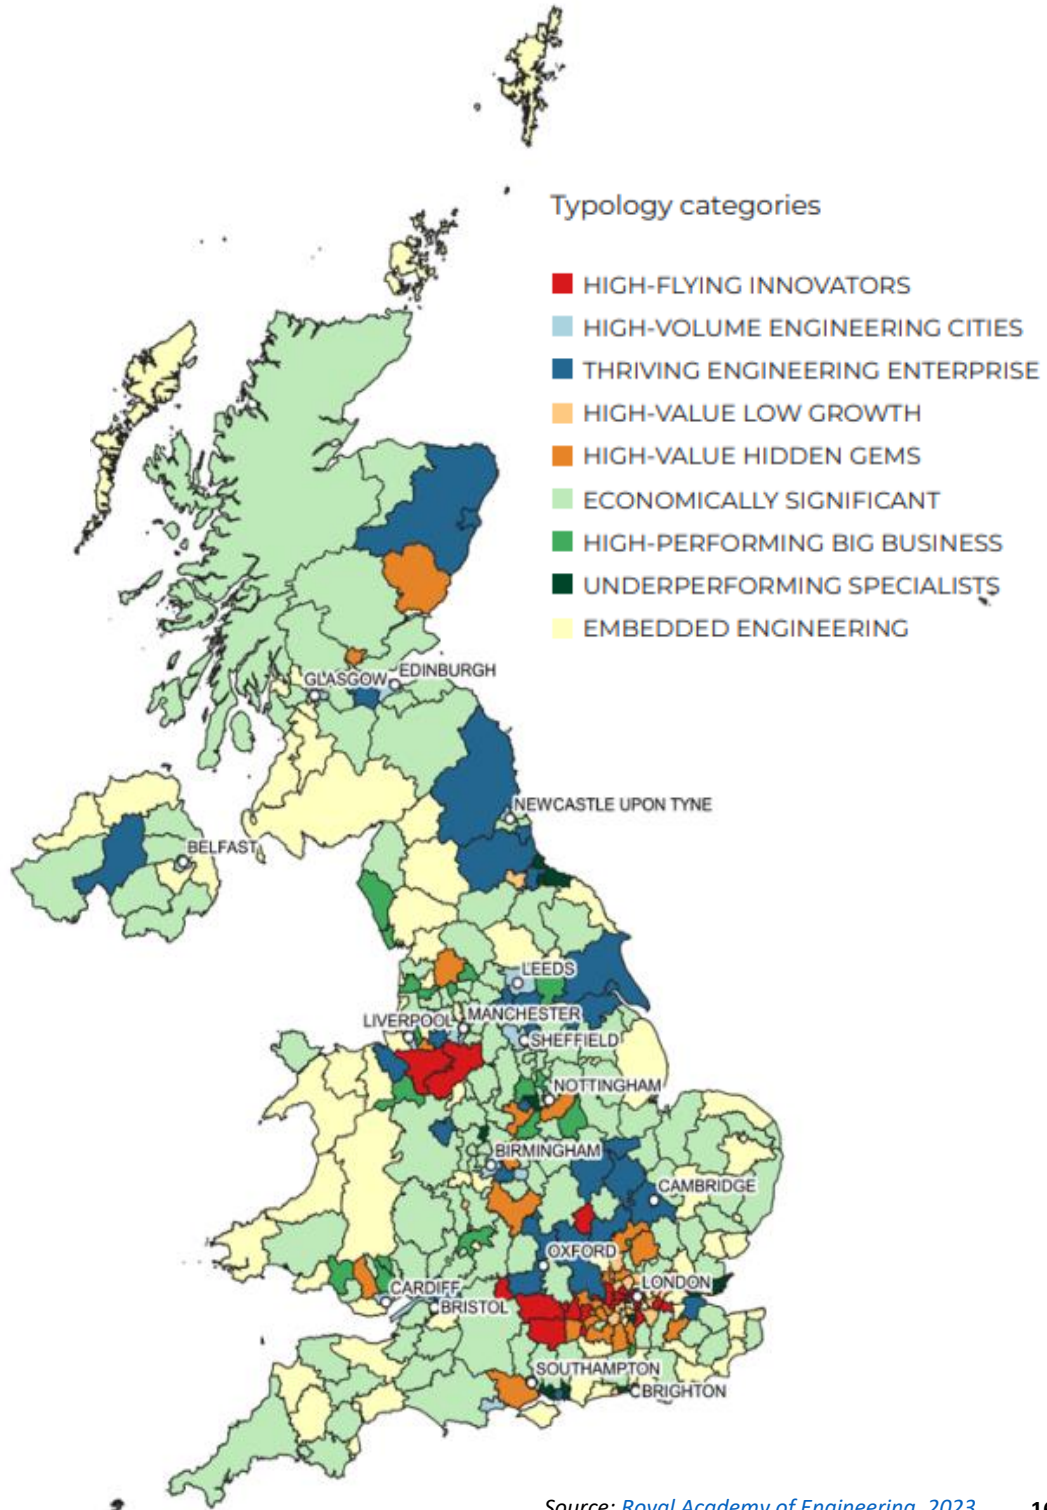 Typology categories
HIGH-FLYING INNOVATORS
HIGH-VOLUME ENGINEERING CITIES
THRIVING ENGINEERING ENTERPRISE
HIGH-VALUE LOW GROWTH
HIGH-VALUE HIDDEN GEMS
ECONOMICALLY SIGNIFICANT
HIGH-PERFORMING BIG BUSINESS
UNDERPERFORMING SPECIALISTS
EMBEDDED ENGINEERING
EDINBURGH
GLASGOW
NEWCASTLE UPON TYNE
BELFAST
LEEDS
MANCHESTER
LIVERPOOL
SHEFFIELD
NOTTINGHAM
BIRMINGHAM
CAMBRIDGE
OXFORD
LONDON
CARDIFF
BRISTOL
SOUTHAMPTON
BRIGHTON
Source: Royal Academy of Engineering, 2023